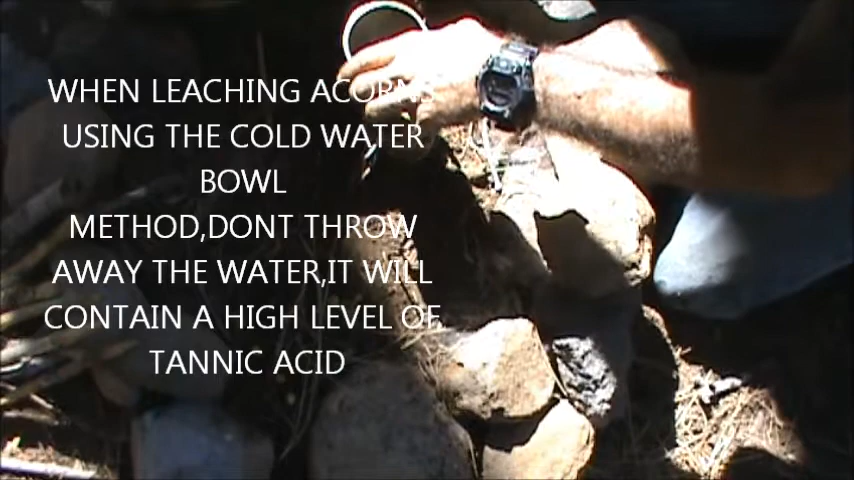 WHEN LEACHING ACORNS
USING THE COLD WATER
BOWL
METHOD,DONT THROW
AWAY THE WATER,IT WILL
CONTAIN A HIGH LEVEL OF
TANNIC ACID